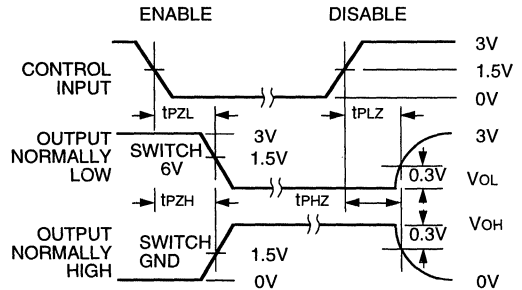 ENABLE DISABLE
CONTROL INPUT
3V
1.5V
0V
tPZL
tPLZ
OUTPUT NORMALLY LOW
SWITCH 6V
3V
1.5V
3V
0.3V
VOL
tPZH
tPHZ
OUTPUT NORMALLY HIGH
SWITCH GND
1.5V
0V
VOH
0.3V
0V